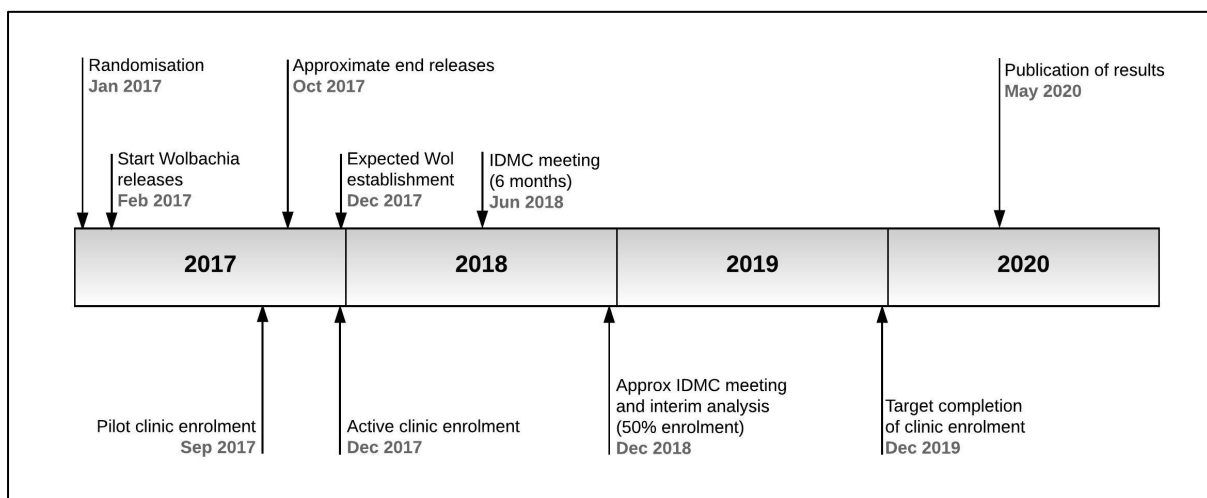 Randomisation
Jan 2017
Approximate end releases
Oct 2017
Publication of results
May 2020
Start Wolbachia
releases
Feb 2017
Expected Wol
establishment
Dec 2017
IDMC meeting
(6 months)
Jun 2018
2017
2018
2019
2020
Pilot clinic enrolment
Sep 2017
Active clinic enrolment
Dec 2017
Approx IDMC meeting
and interim analysis
(50% enrolment)
Dec 2018
Target completion
of clinic enrolment
Dec 2019